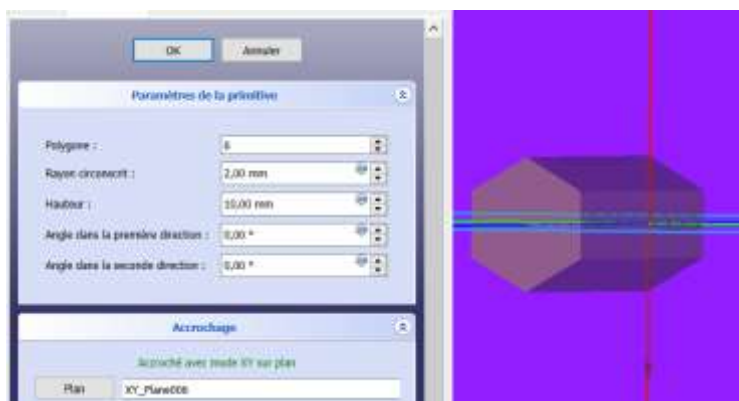 OK Annuler
Paramètres de la primitive
Polygone : 6
Rayon circonscrit : 2,00 mm
Hauteur : 10,00 mm
Angle dans la première direction : 0,00 °
Angle dans la seconde direction : 0,00 °
Accrochage
Accroché avec mode XY sur plan
Plan XY_Plane006